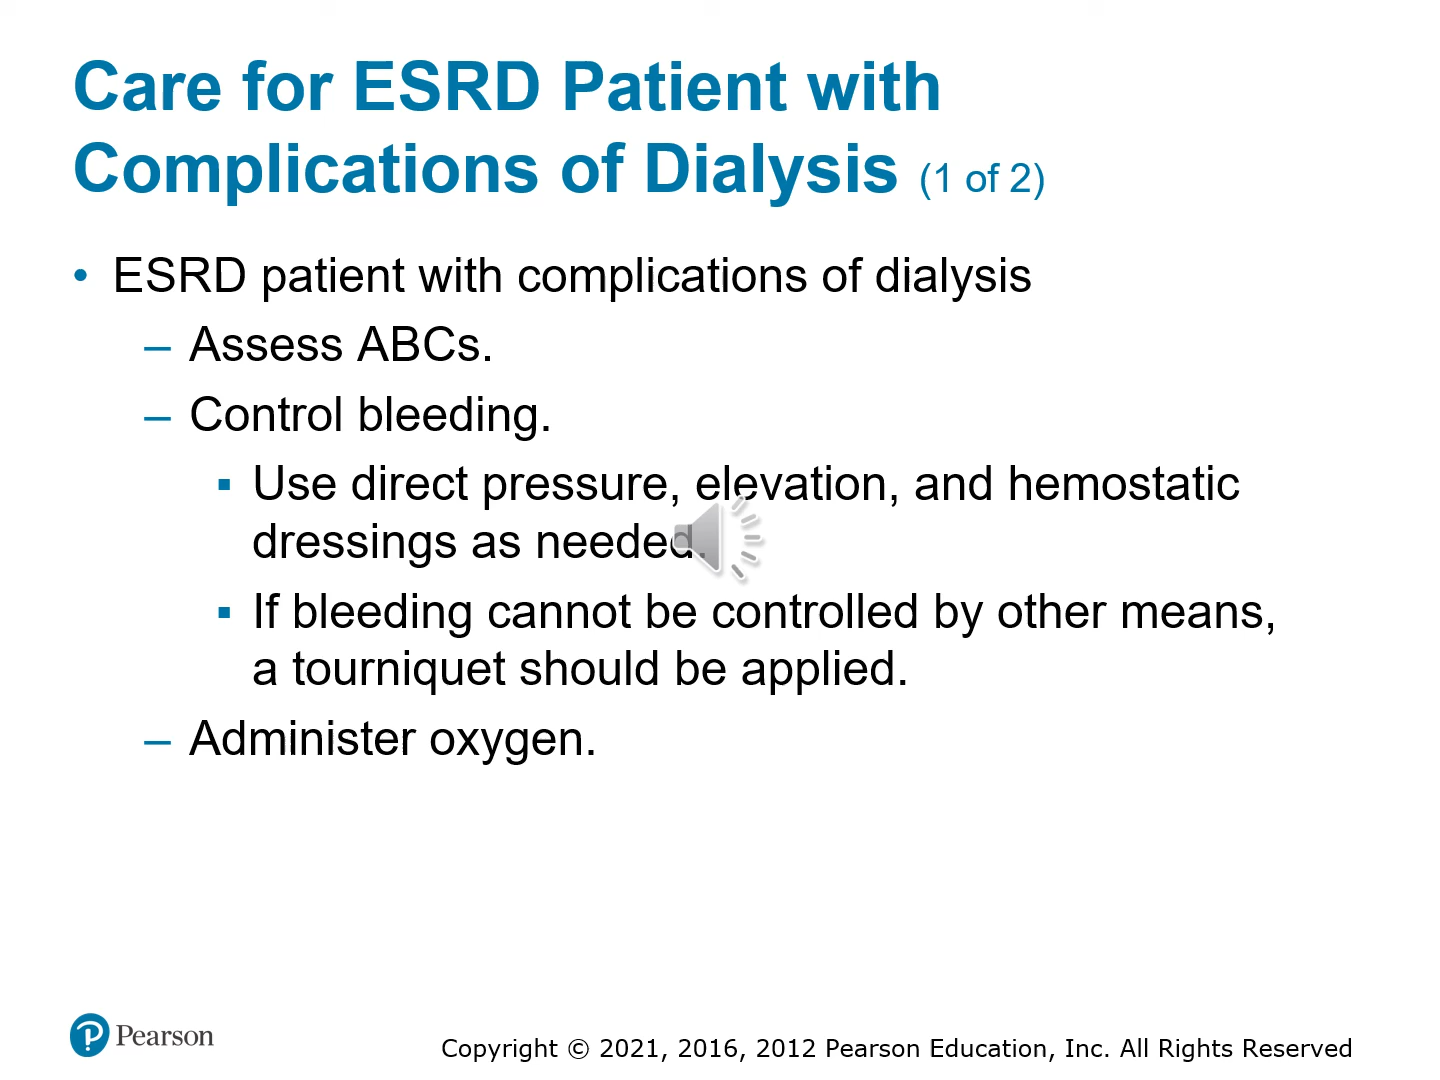 Care for ESRD Patient with
Complications of Dialysis (1 of 2)
• ESRD patient with complications of dialysis
– Assess ABCs.
– Control bleeding.
▪ Use direct pressure, elevation, and hemostatic
dressings as needed.
▪ If bleeding cannot be controlled by other means,
a tourniquet should be applied.
– Administer oxygen.
Pearson
Copyright © 2021, 2016, 2012 Pearson Education, Inc. All Rights Reserved